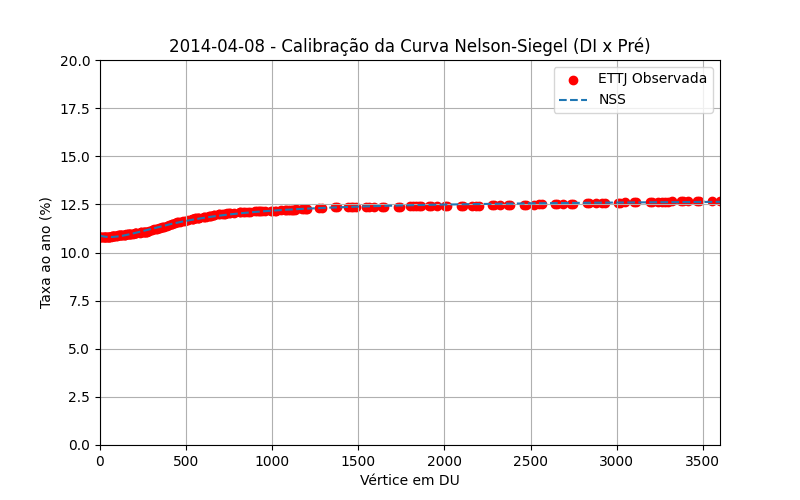 2014-04-08 - Calibração da Curva Nelson-Siegel (DI x Pré)
ETTJ Observada
NSS
Taxa ao ano (%)
20.0
17.5
15.0
12.5
10.0
7.5
5.0
2.5
0.0
0 500 1000 1500 2000 2500 3000 3500
Vértice em DU